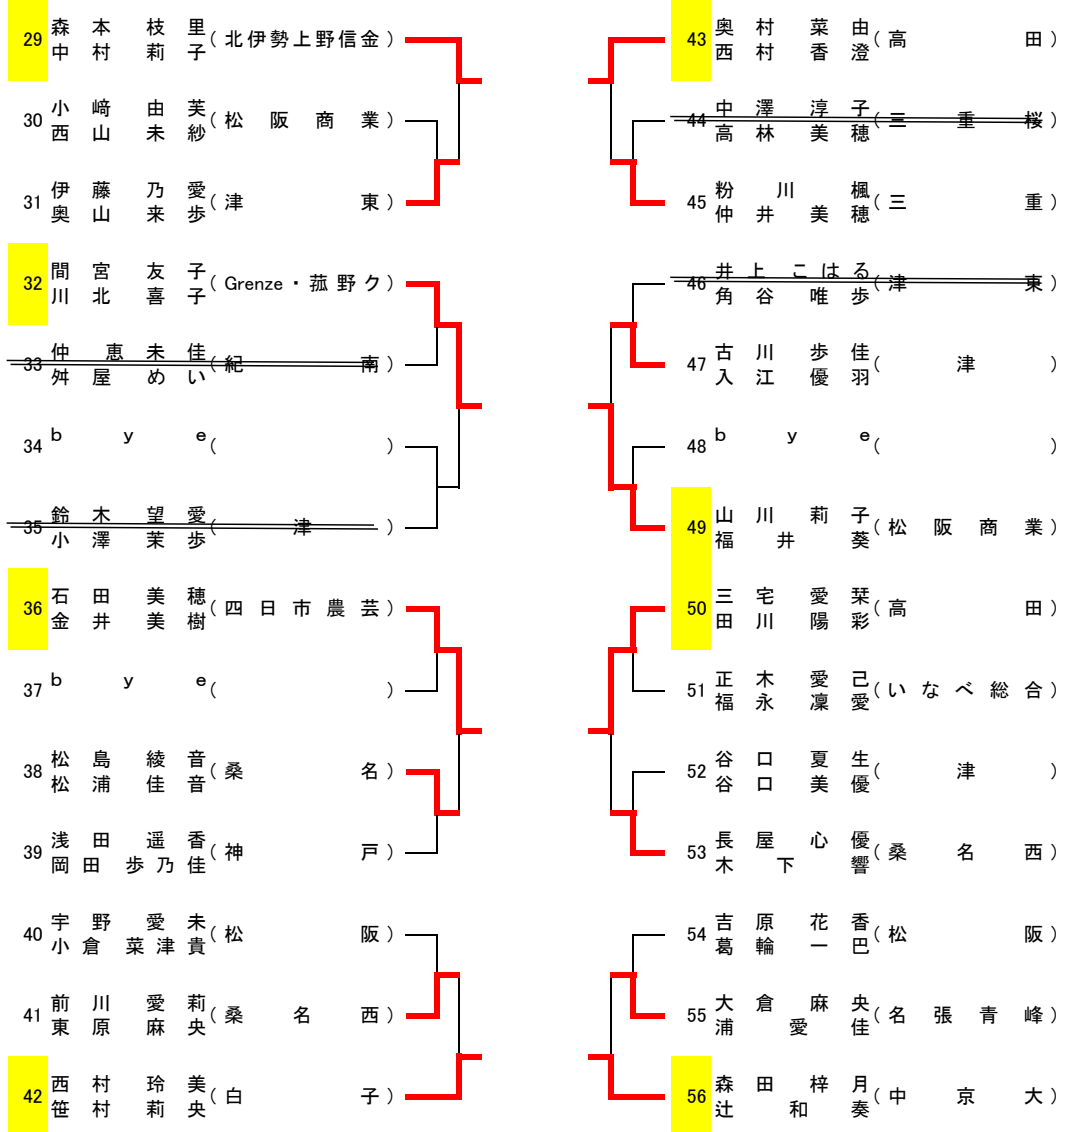 29 森本枝里 (北伊勢上野信金)
中村莉子
30 小﨑由芙 (松阪商業)
西山未紗
31 伊藤乃愛 (津東)
奥山来歩
32 間宮友子 (Grenze・菰野ク)
川北喜子
33 仲恵未佳 (紀南)
舛屋めい
34 ｂｙｅ ( )
35 鈴木望愛 (津)
小澤茉歩
36 石田美穂 (四日市農芸)
金井美樹
37 ｂｙｅ ( )
38 松島綾音 (桑名)
松浦佳音
39 浅田遥香 (神戸)
岡田歩乃佳
40 宇野愛未 (松阪)
小倉菜津貴
41 前川愛莉 (桑名西)
東原麻央
42 西村玲美 (白子)
笹村莉央
43 奥村菜由 (高田)
西村香澄
44 中澤淳子 (三重桜)
高林美穂
45 粉川楓 (三重)
仲井美穂
46 井上こはる (津東)
角谷唯歩
47 古川歩佳 (津)
入江優羽
48 ｂｙｅ ( )
49 山川莉子 (松阪商業)
福井葵
50 三宅愛栞 (高田)
田川陽彩
51 正木愛己 (いなべ総合)
福永凜愛
52 谷口夏生 (津)
谷口美優
53 長屋心優 (桑名西)
木下響
54 吉原花香 (松阪)
葛輪一巴
55 大倉麻央 (名張青峰)
浦愛佳
56 森田梓月 (中京大)
辻和奏